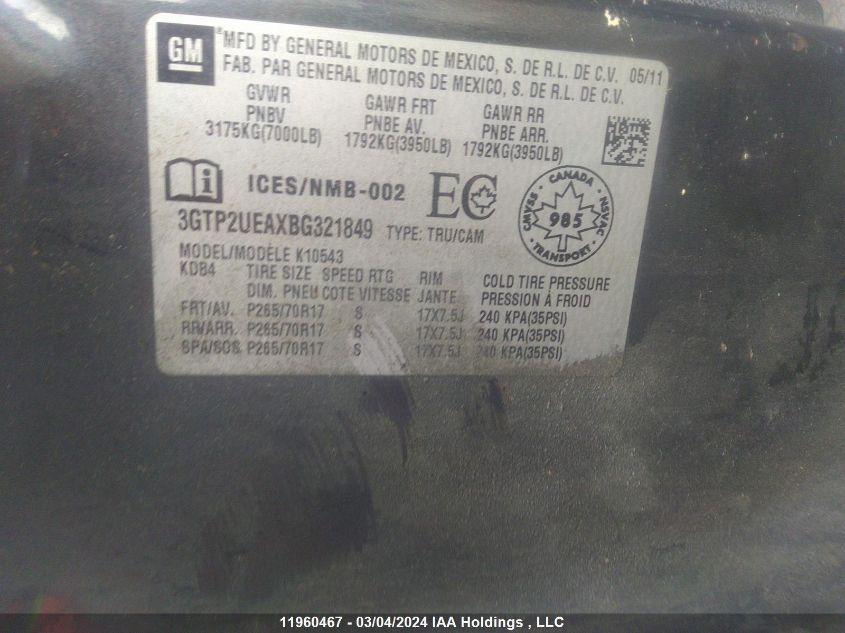 GM
*MFD BY GENERAL MOTORS DE MEXICO, S. DE R.L. DE C.V. 05/11
FAB. PAR GENERAL MOTORS DE MEXICO, S. DE R.L. DE C.V.
GVWR GAWR FRT GAWR RR
PNBV PNBE AV. PNBE ARR.
3175KG(7000LB) 1792KG(3950LB) 1792KG(3950LB)
i ICES/NMB-002 EC
CANADA
CMVSS 985 NSVAC
TRANSPORT
3GTP2UEAXBG321849 TYPE: TRU/CAM
MODEL/MODÈLE K10543
KDB4 TIRE SIZE SPEED RTG RIM COLD TIRE PRESSURE
DIM. PNEU COTE VITESSE JANTE PRESSION À FROID
FRT/AV. P265/70R17 S 17X7.5J 240 KPA(35PSI)
RR/ARR. P265/70R17 S 17X7.5J 240 KPA(35PSI)
SPA/SOS P265/70R17 S 17X7.5J 240 KPA(35PSI)
11960467 - 03/04/2024 IAA Holdings , LLC